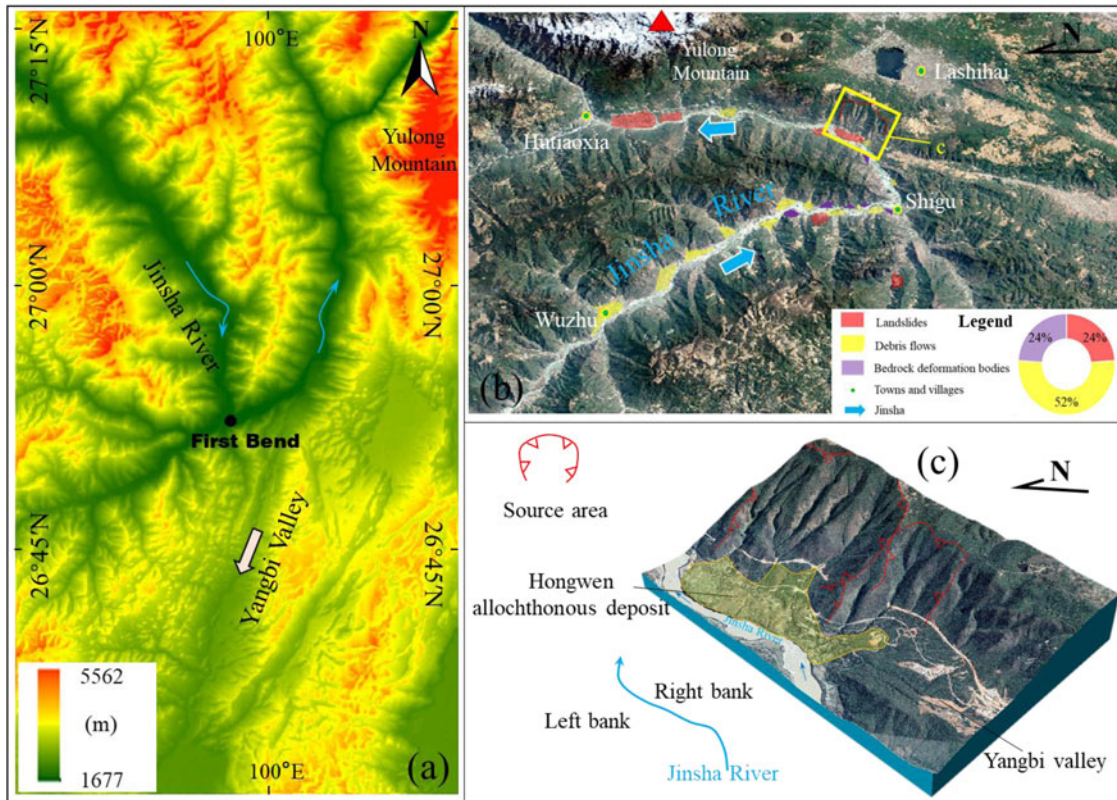 100°E
N
27°15′N
27°15′N
Yulong
Mountain
27°00′N
27°00′N
Jinsha River
First Bend
Yangbi Valley
26°45′N
26°45′N
5562
(m)
1677
100°E
(a)
Yulong
Mountain
N
Lashihai
Hutiaoxia
c
Shigu
Jinsha River
Wuzhu
(b)
Legend
Landslides
Debris flows
Bedrock deformation bodies
Towns and villages
Jinsha
24%
24%
52%
(c)
N
Source area
Hongwen
allochthonous deposit
Jinsha River
Right bank
Left bank
Jinsha River
Yangbi valley